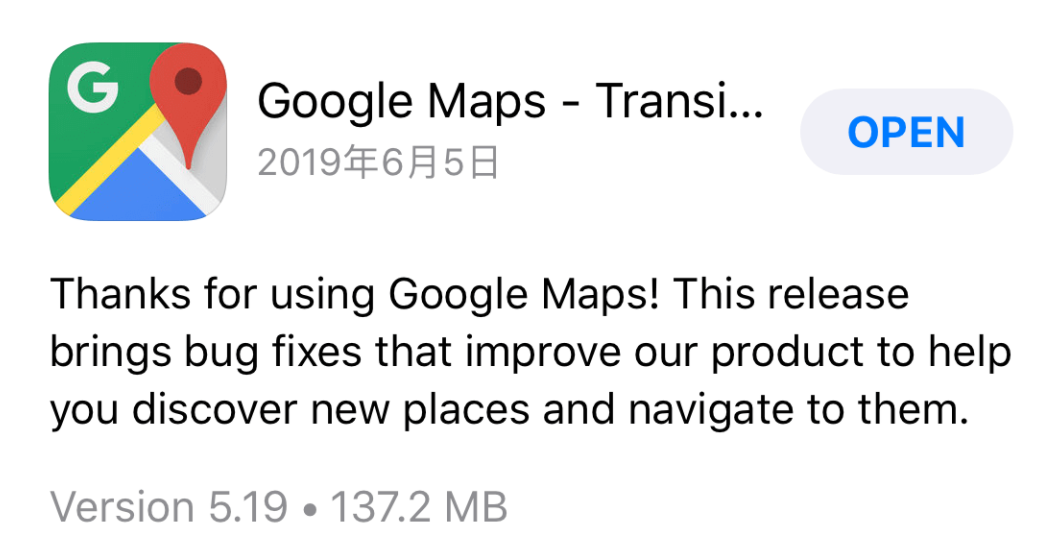 G
Google Maps - Transi...
2019年6月5日
OPEN
Thanks for using Google Maps! This release
brings bug fixes that improve our product to help
you discover new places and navigate to them.
Version 5.19 • 137.2 MB